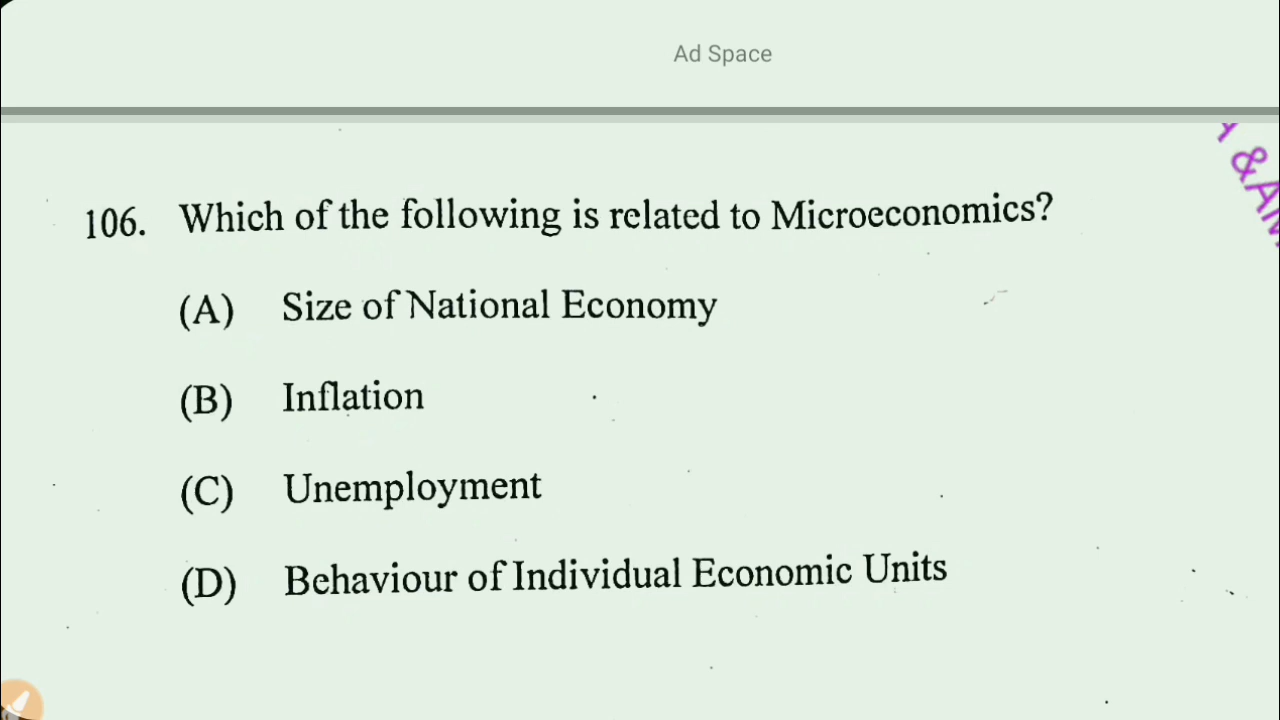 Ad Space
106. Which of the following is related to Microeconomics?
(A) Size of National Economy
(B) Inflation
(C) Unemployment
(D) Behaviour of Individual Economic Units